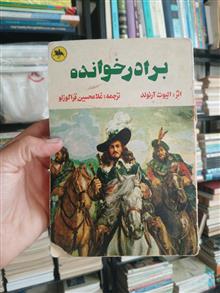 برادرخوانده
اثر: الیوت آرنولد
ترجمه: غلامحسین قراگوزلو